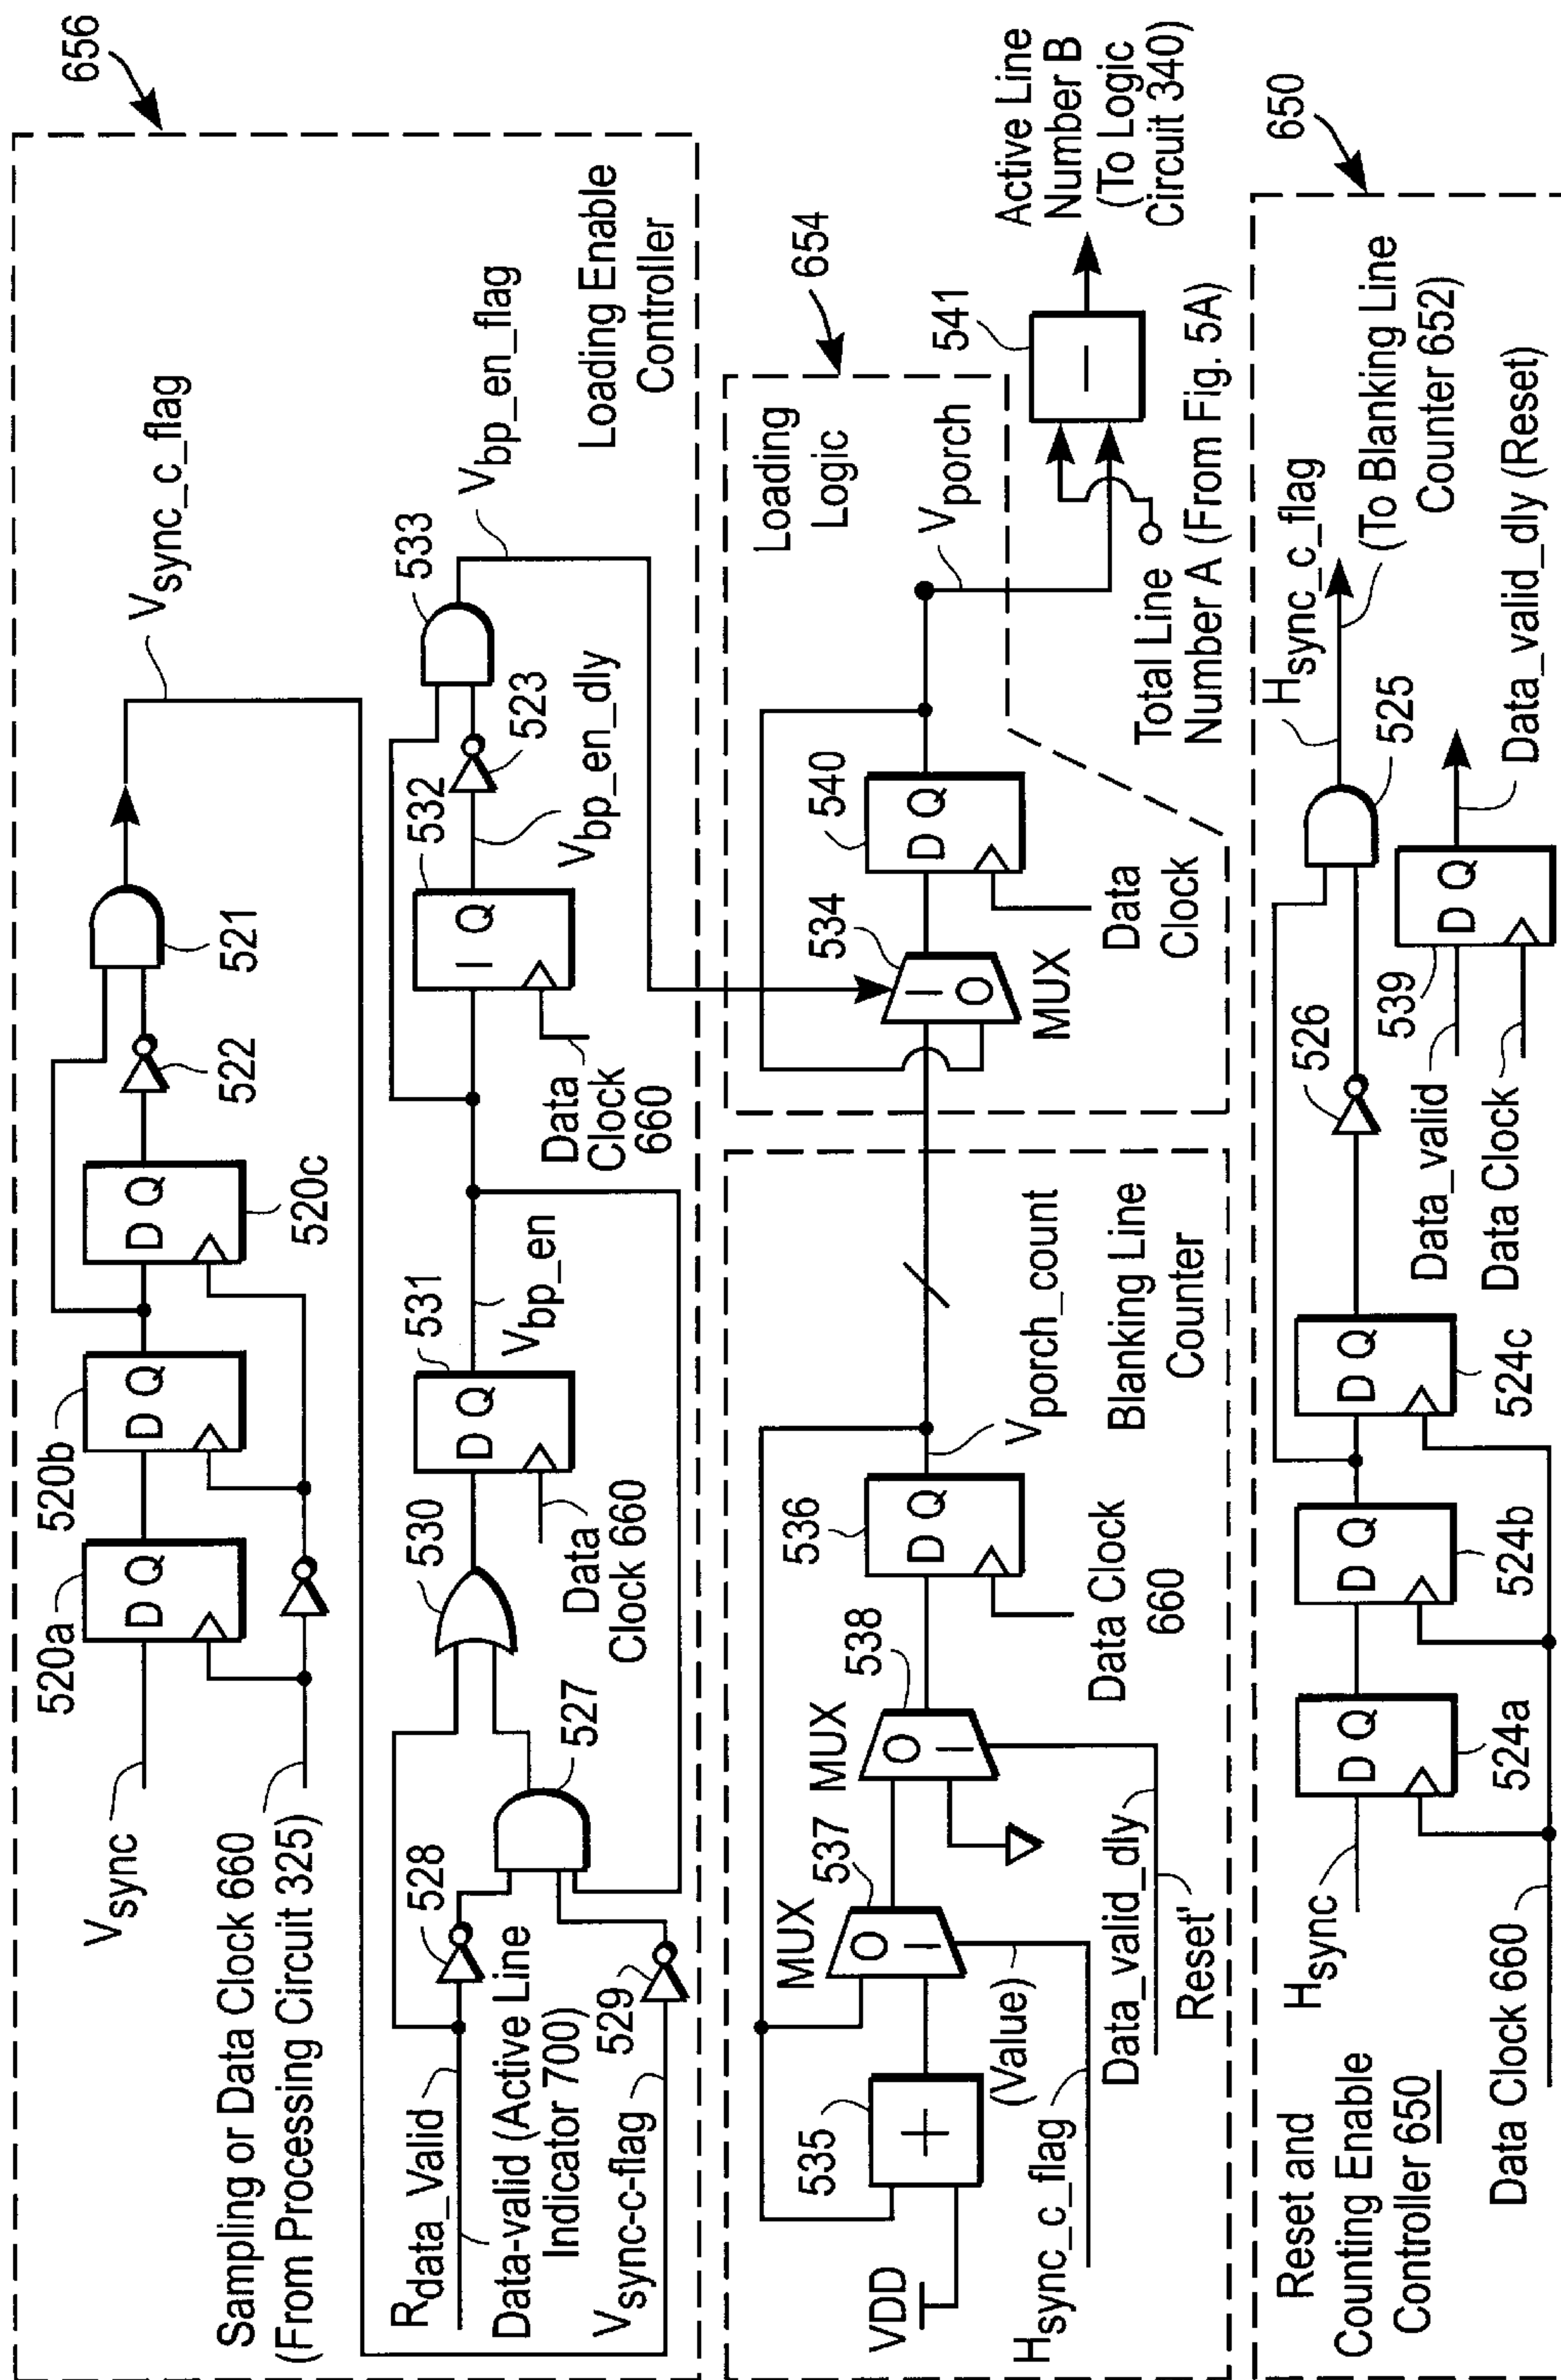 656
Vsync
520a
D Q
520b
D Q
D Q
520c
522
521
Vsync_c_flag
Sampling or Data Clock 660
(From Processing Circuit 325)
Rdata_Valid
Data-valid (Active Line
Indicator 700)
Vsync-c-flag
528
529
527
530
Data
Clock 660
531
D Q
Vbp_en
Data
Clock
660
532
I Q
Vbp_en_dly
523
533
Vbp_en_flag
Loading Enable
Controller
VDD
535
+
Hsync_c_flag
(Value)
MUX
537
O
I
MUX
538
O
I
Data_valid_dly
Reset'
536
D Q
Data Clock
660
Vporch_count
Blanking Line
Counter
654
Loading
Logic
534
I
O
MUX
540
D Q
Data
Clock
Vporch
541
—
Total Line
Number A (From Fig. 5A)
Active Line
Number B
(To Logic
Circuit 340)
650
Reset and
Counting Enable
Controller 650
Hsync
Data Clock 660
D Q
524a
D Q
524b
D Q
524c
526
525
Hsync_c_flag
(To Blanking Line
Counter 652)
539
Data_valid
Data Clock
D Q
Data_valid_dly (Reset)